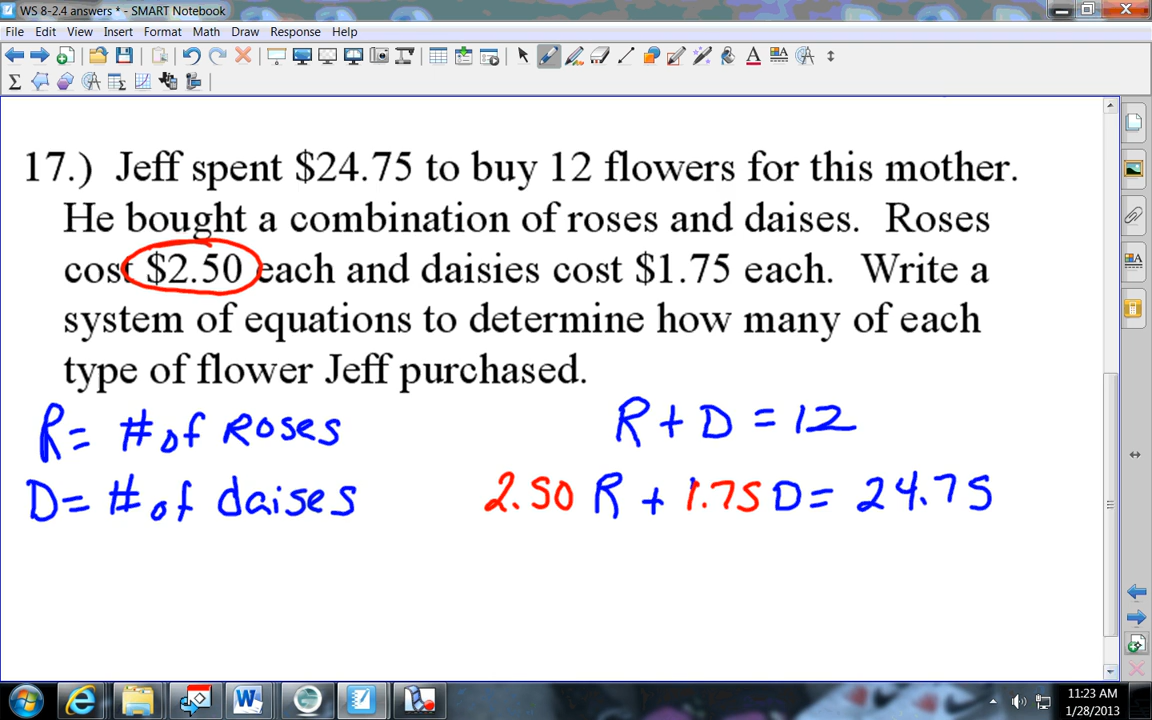 WS 8-2.4 answers * - SMART Notebook
File Edit View Insert Format Math Draw Response Help
17.) Jeff spent $24.75 to buy 12 flowers for this mother.
He bought a combination of roses and daises. Roses
cost $2.50 each and daisies cost $1.75 each. Write a
system of equations to determine how many of each
type of flower Jeff purchased.
R= # of Roses
R + D = 12
D= # of daises
2.50 R + 1.75 D = 24.75
11:23 AM
1/28/2013